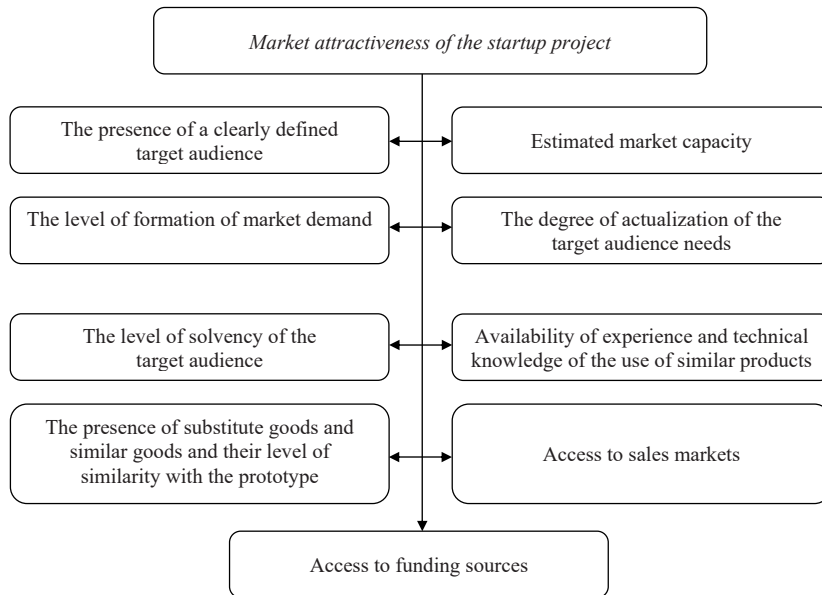 Market attractiveness of the startup project
The presence of a clearly defined
target audience
Estimated market capacity
The level of formation of market demand
The degree of actualization of the
target audience needs
The level of solvency of the
target audience
Availability of experience and technical
knowledge of the use of similar products
The presence of substitute goods and
similar goods and their level of
similarity with the prototype
Access to sales markets
Access to funding sources